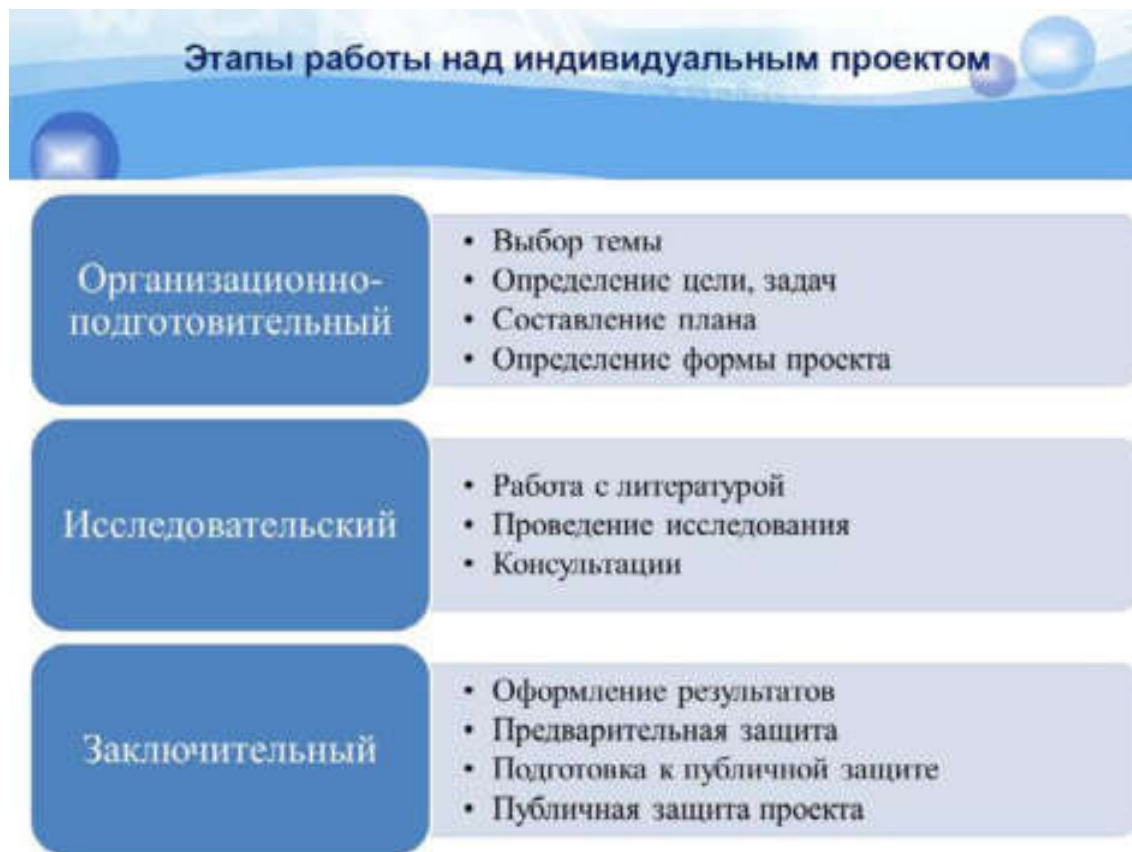 Этапы работы над индивидуальным проектом
Организационно-
подготовительный
• Выбор темы
• Определение цели, задач
• Составление плана
• Определение формы проекта
Исследовательский
• Работа с литературой
• Проведение исследования
• Консультации
Заключительный
• Оформление результатов
• Предварительная защита
• Подготовка к публичной защите
• Публичная защита проекта